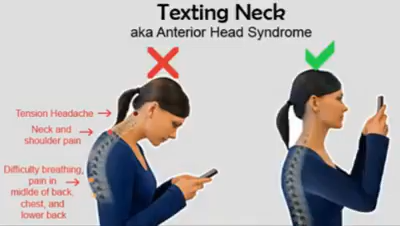 Texting Neck
aka Anterior Head Syndrome
Tension Headache
Neck and
shoulder pain
Difficulty breathing,
pain in
midlde of back,
chest, and
lower back